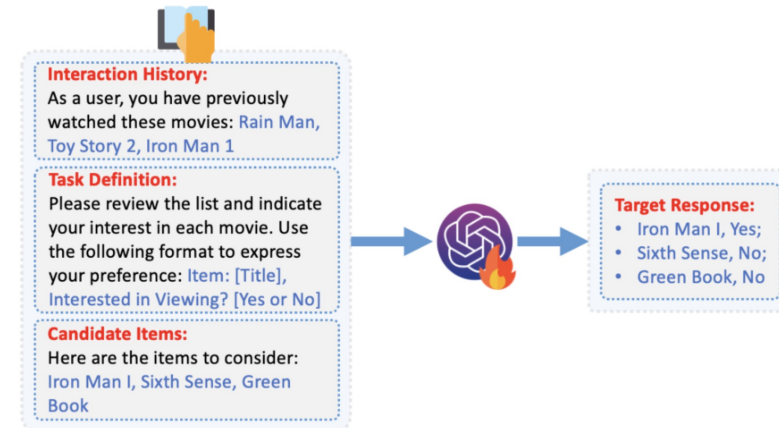 Interaction History:
As a user, you have previously
watched these movies: Rain Man,
Toy Story 2, Iron Man 1
Task Definition:
Please review the list and indicate
your interest in each movie. Use
the following format to express
your preference: Item: [Title],
Interested in Viewing? [Yes or No]
Candidate Items:
Here are the items to consider:
Iron Man I, Sixth Sense, Green
Book
Target Response:
• Iron Man I, Yes;
• Sixth Sense, No;
• Green Book, No